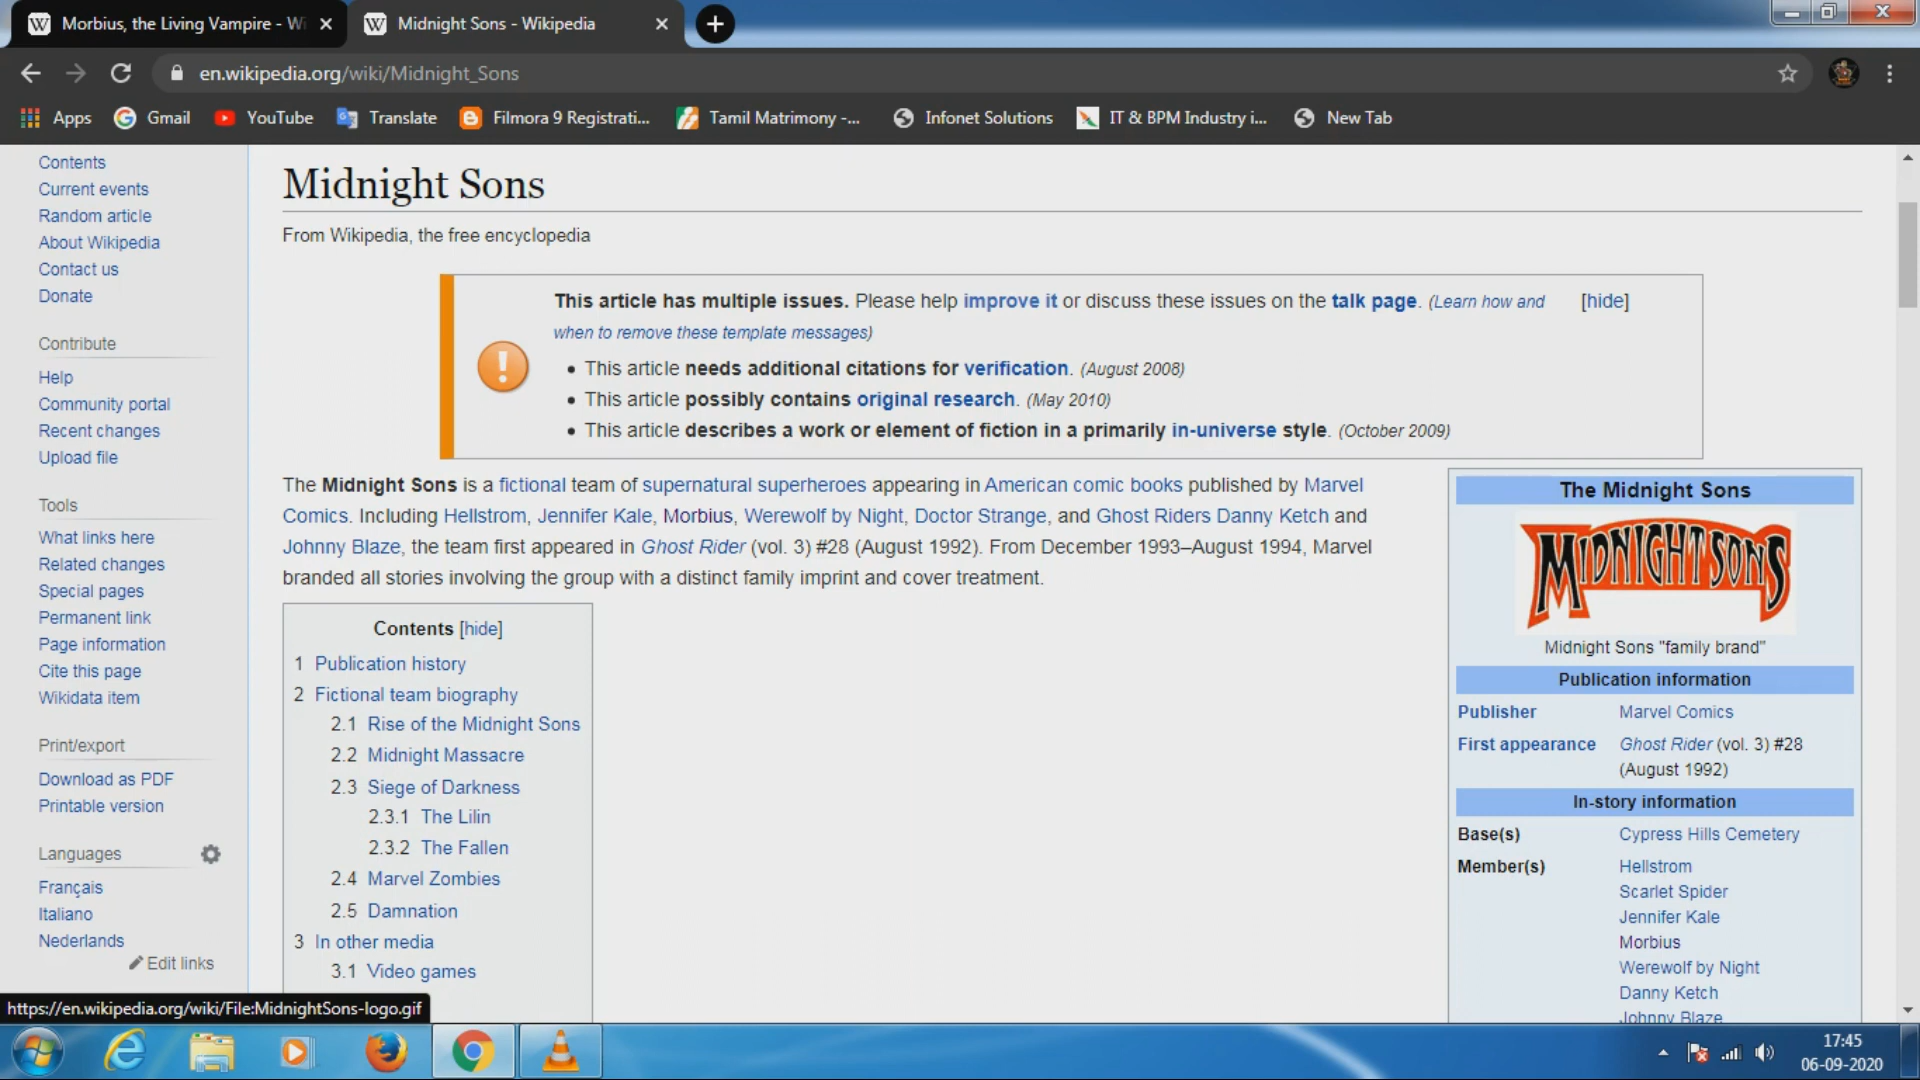 Morbius, the Living Vampire - Wi
Midnight Sons - Wikipedia
en.wikipedia.org/wiki/Midnight_Sons
Apps
Gmail
YouTube
Translate
Filmora 9 Registrati...
Tamil Matrimony -...
Infonet Solutions
IT & BPM Industry i...
New Tab
Contents
Current events
Random article
About Wikipedia
Contact us
Donate
Contribute
Help
Community portal
Recent changes
Upload file
Tools
What links here
Related changes
Special pages
Permanent link
Page information
Cite this page
Wikidata item
Print/export
Download as PDF
Printable version
Languages
Français
Italiano
Nederlands
Edit links
Midnight Sons
From Wikipedia, the free encyclopedia
This article has multiple issues. Please help improve it or discuss these issues on the talk page. (Learn how and [hide]
when to remove these template messages)
• This article needs additional citations for verification. (August 2008)
• This article possibly contains original research. (May 2010)
• This article describes a work or element of fiction in a primarily in-universe style. (October 2009)
The Midnight Sons is a fictional team of supernatural superheroes appearing in American comic books published by Marvel
Comics. Including Hellstrom, Jennifer Kale, Morbius, Werewolf by Night, Doctor Strange, and Ghost Riders Danny Ketch and
Johnny Blaze, the team first appeared in Ghost Rider (vol. 3) #28 (August 1992). From December 1993–August 1994, Marvel
branded all stories involving the group with a distinct family imprint and cover treatment.
Contents [hide]
1 Publication history
2 Fictional team biography
2.1 Rise of the Midnight Sons
2.2 Midnight Massacre
2.3 Siege of Darkness
2.3.1 The Lilin
2.3.2 The Fallen
2.4 Marvel Zombies
2.5 Damnation
3 In other media
3.1 Video games
The Midnight Sons
MIDNIGHT SONS
Midnight Sons "family brand"
Publication information
Publisher Marvel Comics
First appearance Ghost Rider (vol. 3) #28
(August 1992)
In-story information
Base(s) Cypress Hills Cemetery
Member(s) Hellstrom
Scarlet Spider
Jennifer Kale
Morbius
Werewolf by Night
Danny Ketch
Johnny Blaze
https://en.wikipedia.org/wiki/File:MidnightSons-logo.gif
17:45
06-09-2020